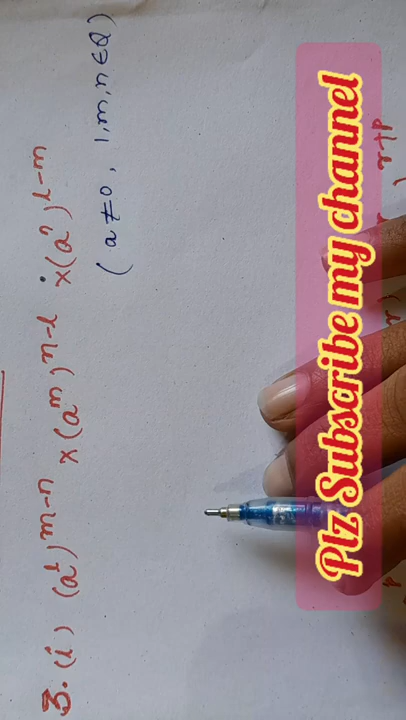 3. (i) (a^l)^m-n × (a^m)^n-l × (a^n)^l-m
(a ≠ 0, l, m, n ∈ Q)
Plz Subscribe my channel
r+p